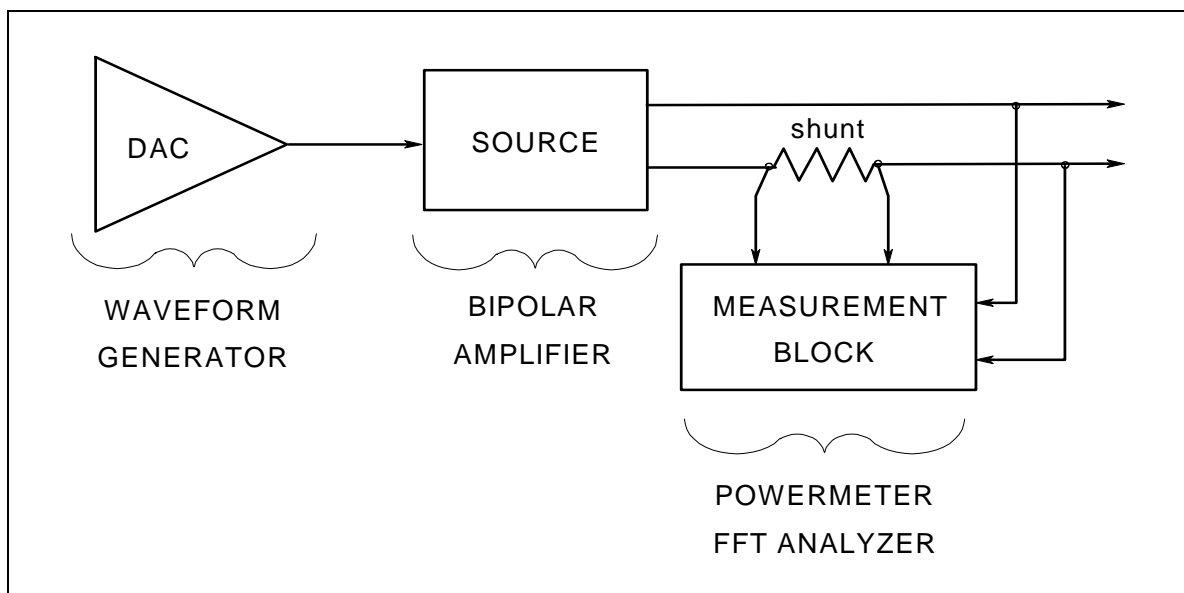 DAC
SOURCE
shunt
WAVEFORM
GENERATOR
BIPOLAR
AMPLIFIER
MEASUREMENT
BLOCK
POWERMETER
FFT ANALYZER